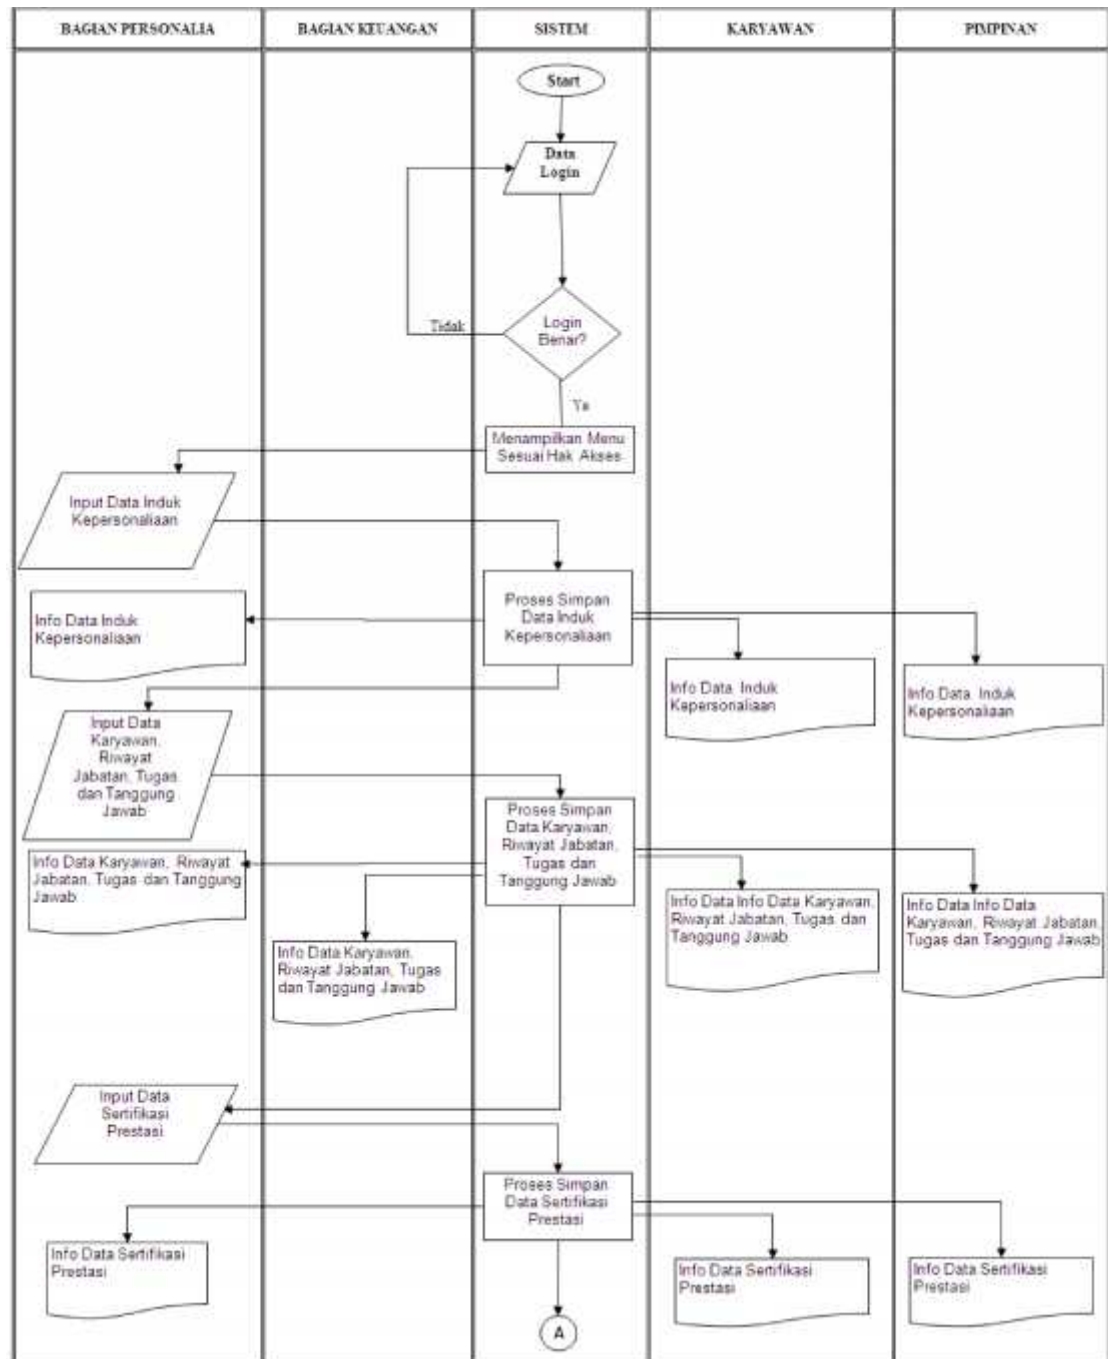 BAGIAN PERSONALIA
BAGIAN KEUANGAN
SISTEM
KARYAWAN
PIMPINAN
Start
Data
Login
Login
Benar?
Tidak
Ya
Menampilkan Menu
Sesuai Hak Akses
Input Data Induk
Kepersonaliaan
Proses Simpan
Data Induk
Kepersonaliaan
Info Data Induk
Kepersonaliaan
Info Data Induk
Kepersonaliaan
Info Data Induk
Kepersonaliaan
Input Data
Karyawan,
Riwayat
Jabatan, Tugas
dan Tanggung
Jawab
Proses Simpan
Data Karyawan,
Riwayat Jabatan,
Tugas dan
Tanggung Jawab
Info Data Karyawan, Riwayat
Jabatan, Tugas dan Tanggung
Jawab
Info Data Karyawan,
Riwayat Jabatan, Tugas
dan Tanggung Jawab
Info Data Info Data Karyawan,
Riwayat Jabatan, Tugas dan
Tanggung Jawab
Info Data Info Data
Karyawan, Riwayat Jabatan,
Tugas dan Tanggung Jawab
Input Data
Sertifikasi
Prestasi
Proses Simpan
Data Sertifikasi
Prestasi
Info Data Sertifikasi
Prestasi
Info Data Sertifikasi
Prestasi
Info Data Sertifikasi
Prestasi
A